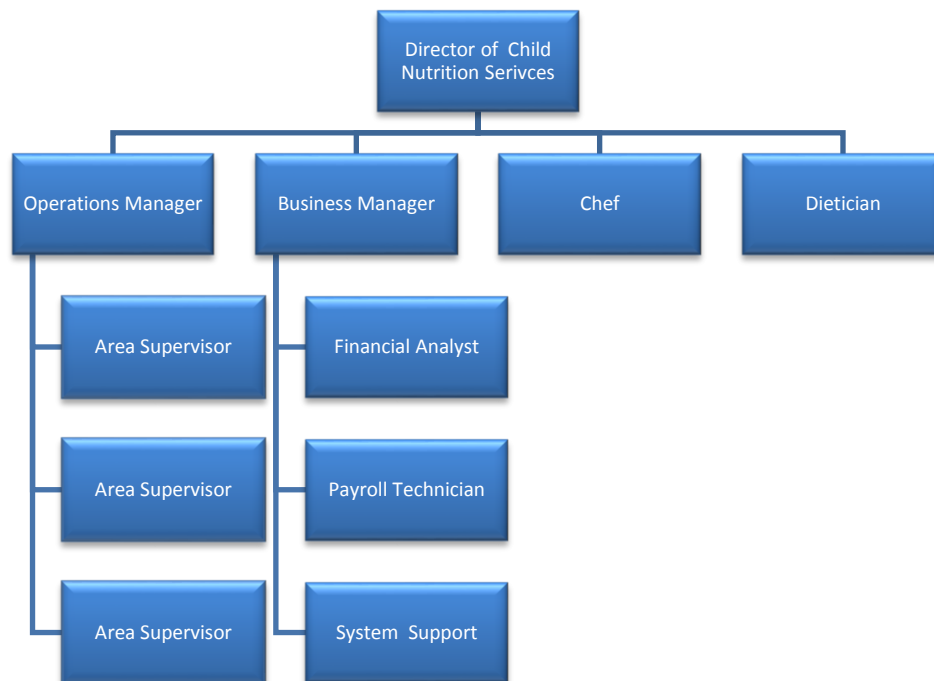 Director of Child
Nutrition Serivces
Operations Manager
Business Manager
Chef
Dietician
Area Supervisor
Financial Analyst
Area Supervisor
Payroll Technician
Area Supervisor
System Support